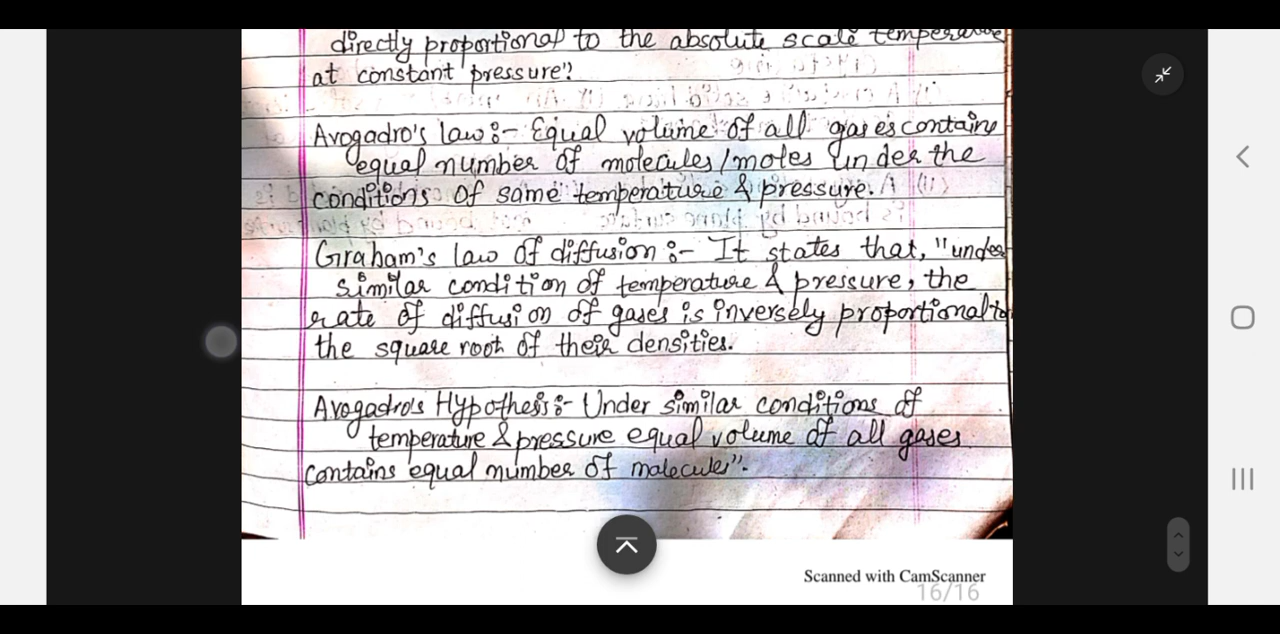 directly proportional to the absolute scale temperature
at constant pressure"?
Avogadro's law :- Equal volume of all gases contains
equal number of molecules/moles under the
conditions of same temperature & pressure.
Graham's law of diffusion :- It states that, "under
similar condition of temperature & pressure, the
rate of diffusion of gases is inversely proportional to
the square root of their densities.
Avogadro's Hypothesis :- Under similar conditions of
temperature & pressure equal volume of all gases
contains equal number of malecules".
Scanned with CamScanner
16/16